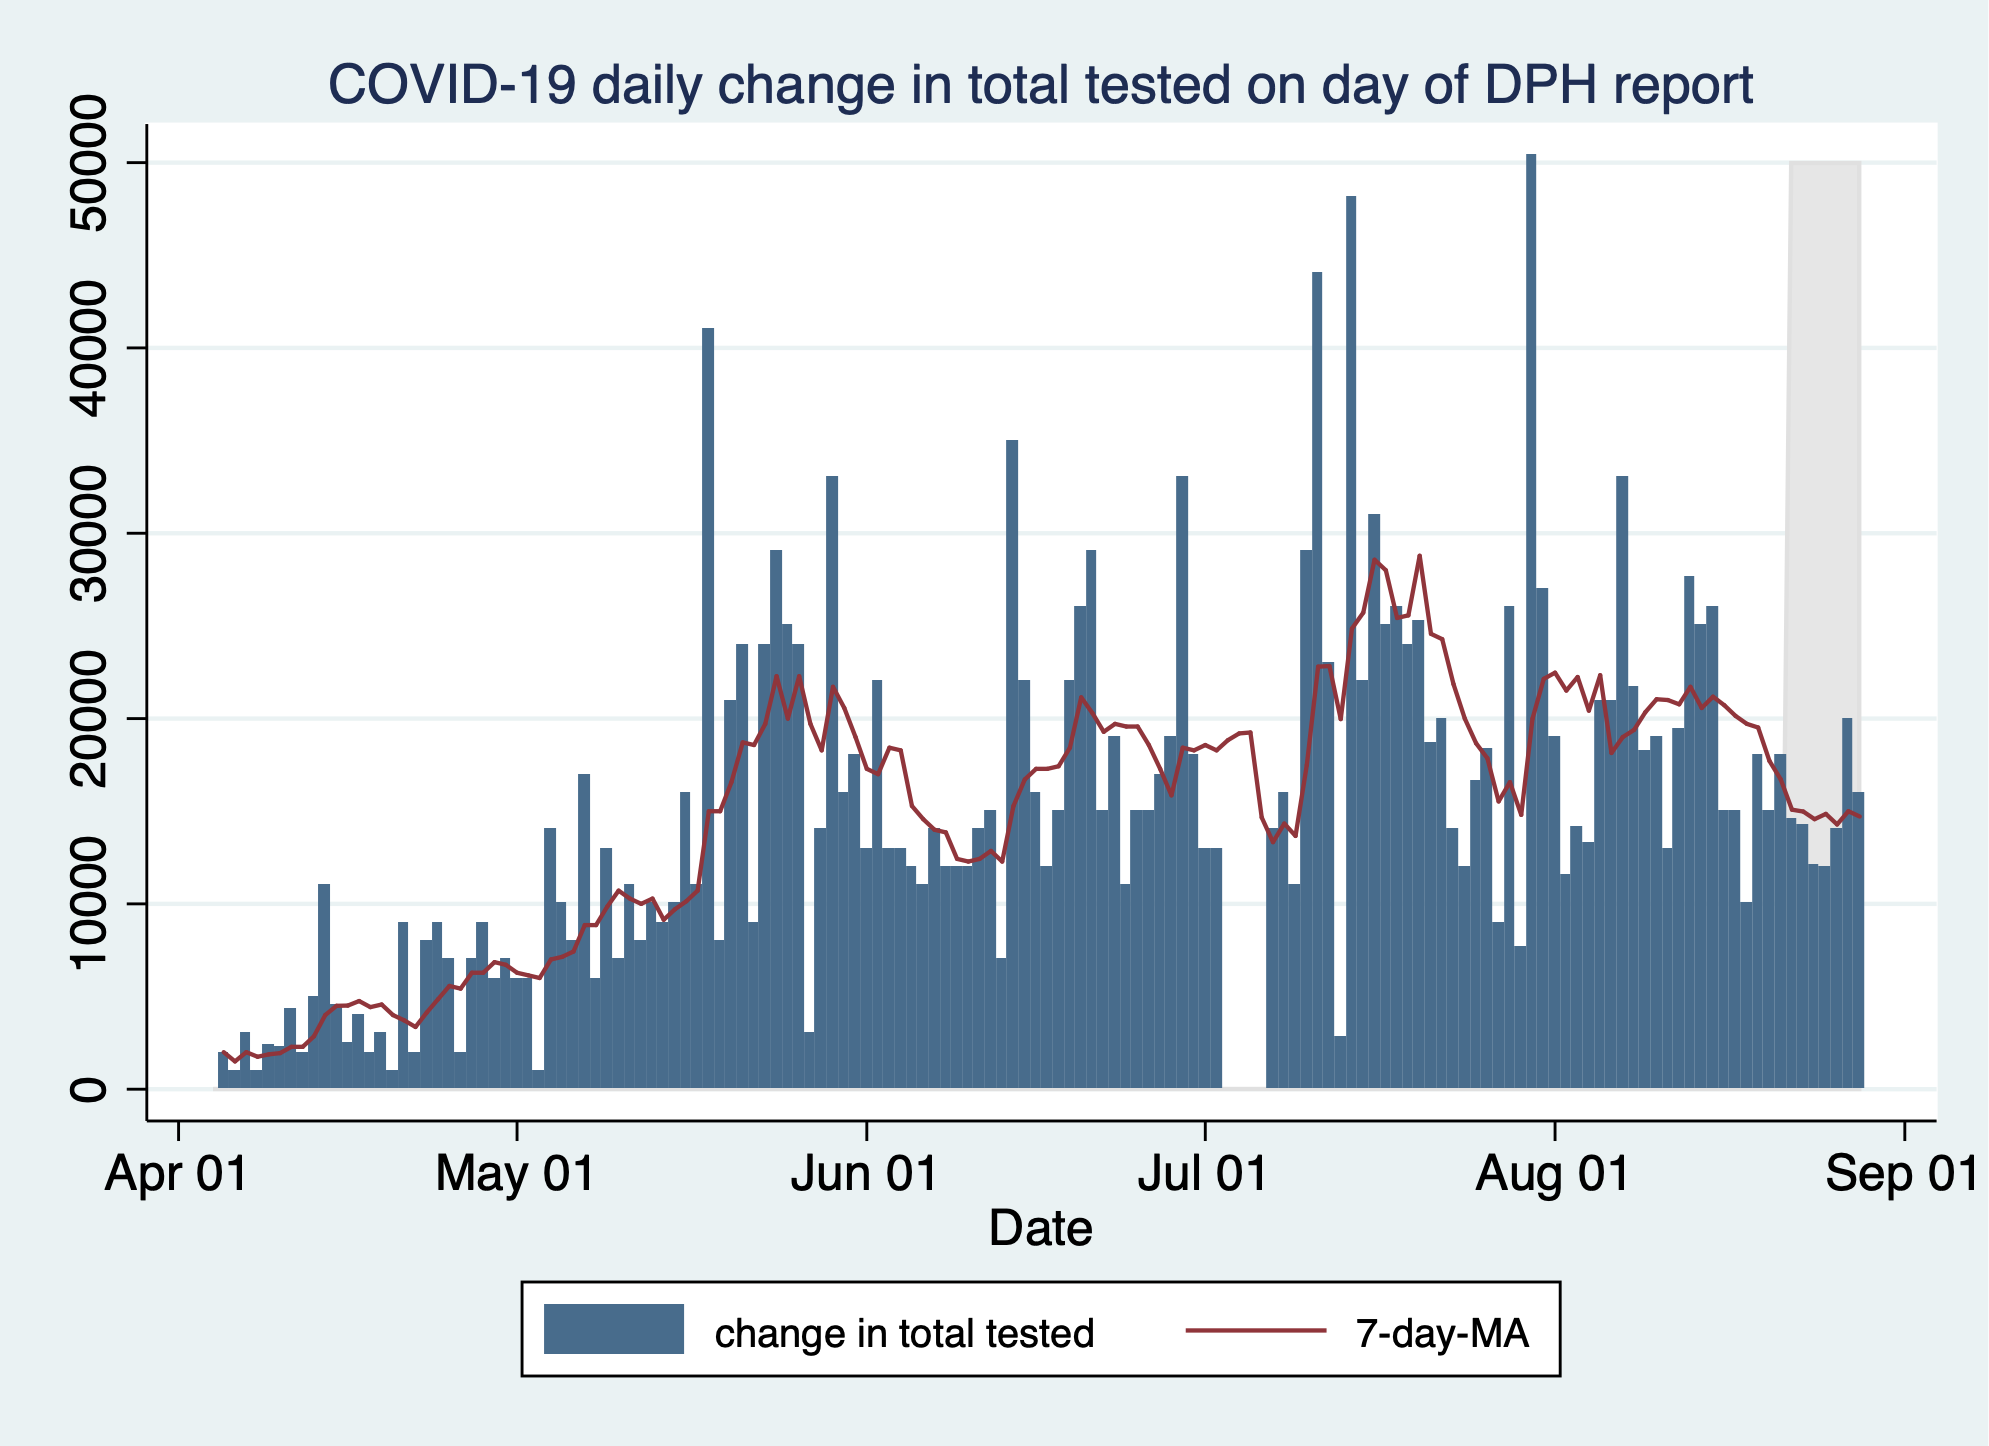 COVID-19 daily change in total tested on day of DPH report
50000
40000
30000
20000
10000
0
Apr 01 May 01 Jun 01 Jul 01 Aug 01 Sep 01
Date
change in total tested 7-day-MA